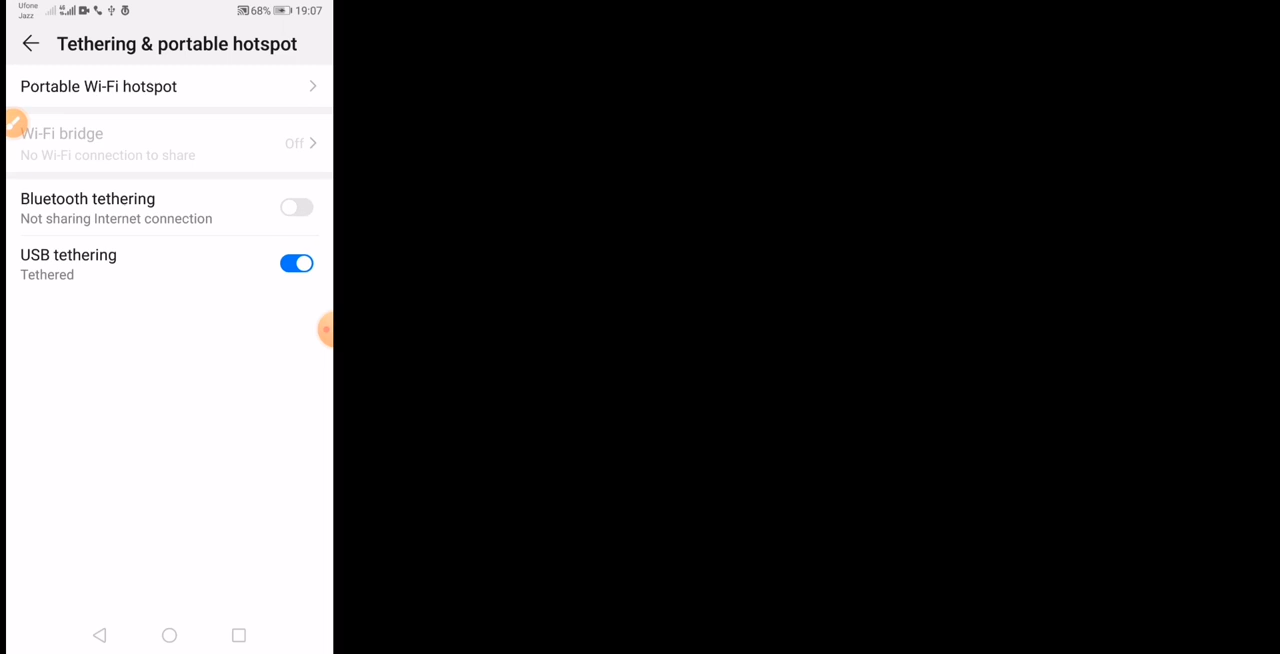 Ufone
Jazz
4G
68%
19:07
Tethering & portable hotspot
Portable Wi-Fi hotspot
Wi-Fi bridge
No Wi-Fi connection to share
Off
Bluetooth tethering
Not sharing Internet connection
USB tethering
Tethered